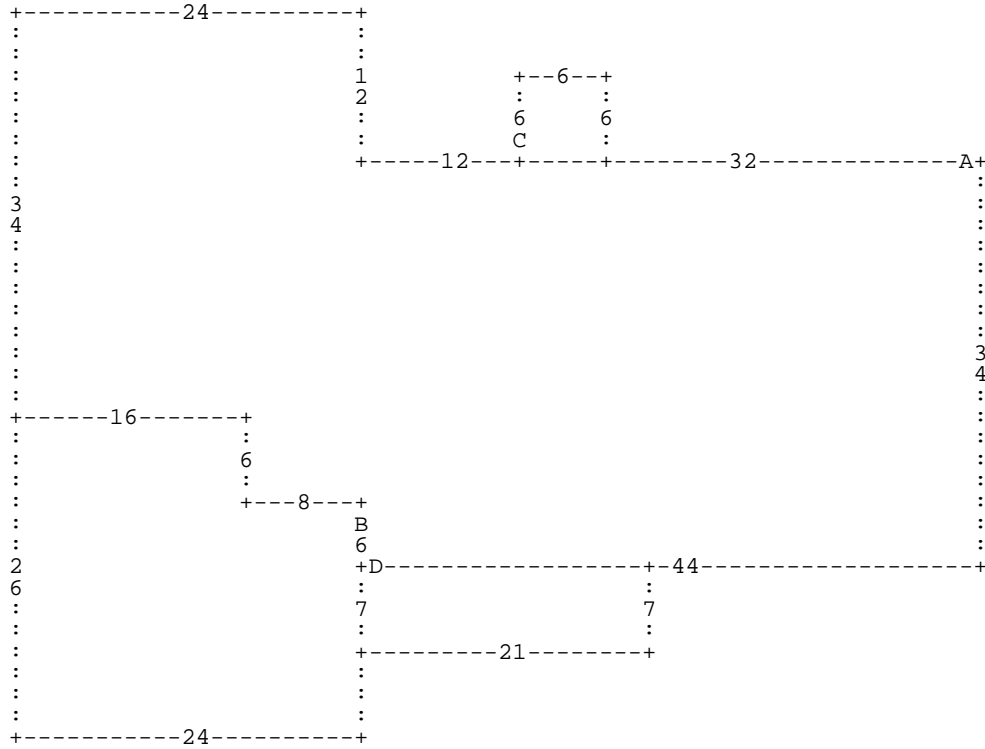 +-----------24----------+
:                       :
:                       :
:                       1          +--6--+
:                       2          :     :
:                       :          6     6
:                       :          C     :
:                       +-----12---+-----+--------32--------------A+
:                                                                  :
3                                                                  :
4                                                                  :
:                                                                  :
:                                                                  :
:                                                                  :
:                                                                  :
:                                                                  :
:                                                                  3
:                                                                  4
:                                                                  :
+------16-------+                                                  :
:               :                                                  :
:               6                                                  :
:               :                                                  :
:               +---8---+                                          :
:                       B                                          :
:                       6                                          :
2                       +D------------------+-44-------------------+
6                       :                   :
:                       7                   7
:                       :                   :
:                       +---------21--------+
:                       :
:                       :
:                       :
+-----------24----------+